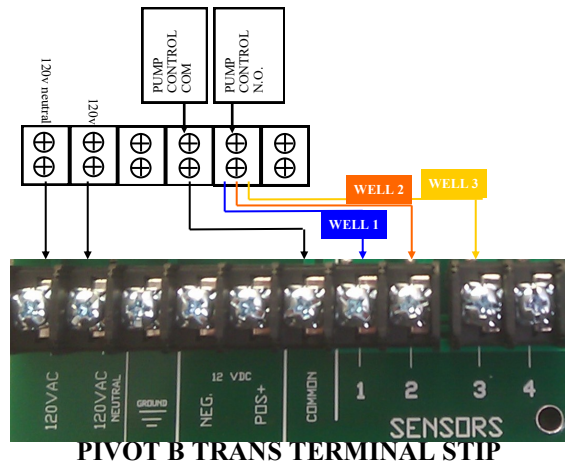 120v neutral
120v
PUMP
CONTROL
COM
PUMP
CONTROL
N.O.
WELL 1
WELL 2
WELL 3
120VAC
120VAC
NEUTRAL
GROUND
12 VDC
NEG.
POS+
COMMON
1
2
3
4
SENSORS
PIVOT B TRANS TERMINAL STIP